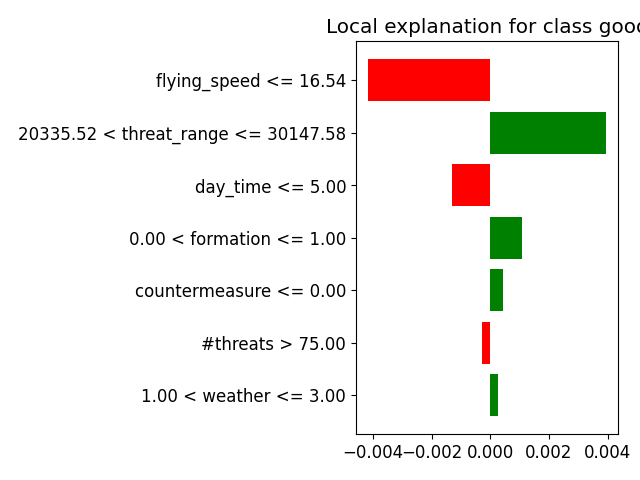 Local explanation for class goo
flying_speed <= 16.54
20335.52 < threat_range <= 30147.58
day_time <= 5.00
0.00 < formation <= 1.00
countermeasure <= 0.00
#threats > 75.00
1.00 < weather <= 3.00
−0.004 −0.002 0.000 0.002 0.004